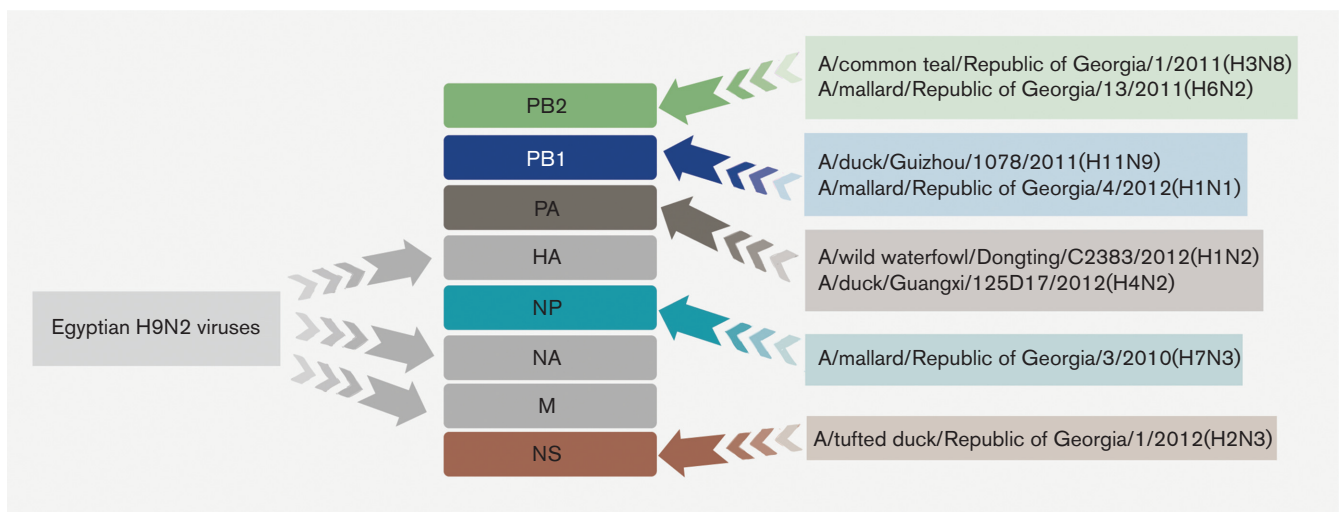 Egyptian H9N2 viruses
PB2
PB1
PA
HA
NP
NA
M
NS
A/common teal/Republic of Georgia/1/2011(H3N8)
A/mallard/Republic of Georgia/13/2011(H6N2)
A/duck/Guizhou/1078/2011(H11N9)
A/mallard/Republic of Georgia/4/2012(H1N1)
A/wild waterfowl/Dongting/C2383/2012(H1N2)
A/duck/Guangxi/125D17/2012(H4N2)
A/mallard/Republic of Georgia/3/2010(H7N3)
A/tufted duck/Republic of Georgia/1/2012(H2N3)